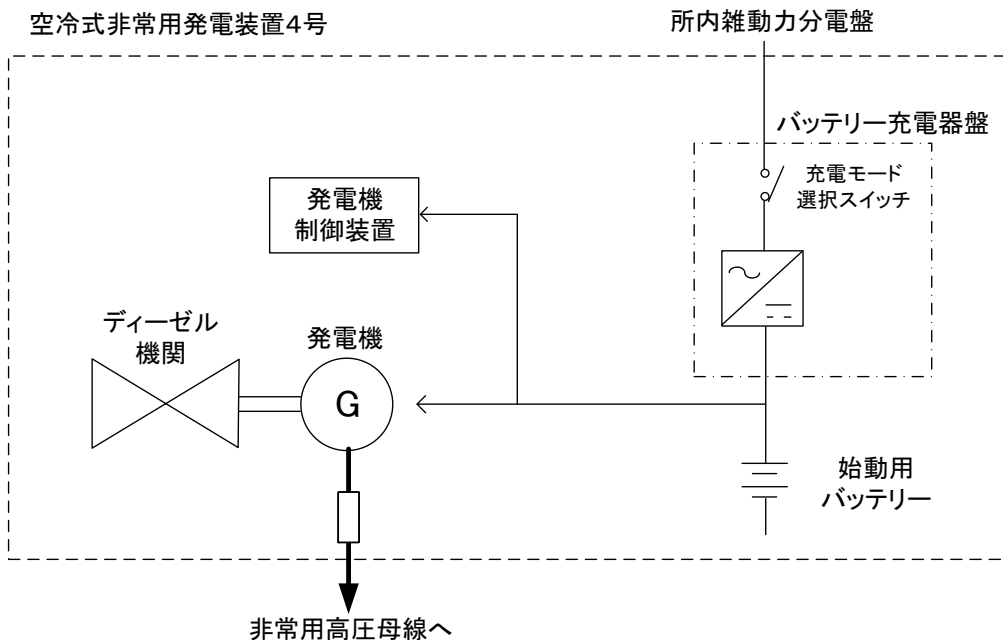 空冷式非常用発電装置4号
所内雑動力分電盤
バッテリー充電器盤
充電モード
選択スイッチ
発電機
制御装置
ディーゼル
機関
発電機
G
始動用
バッテリー
非常用高圧母線へ